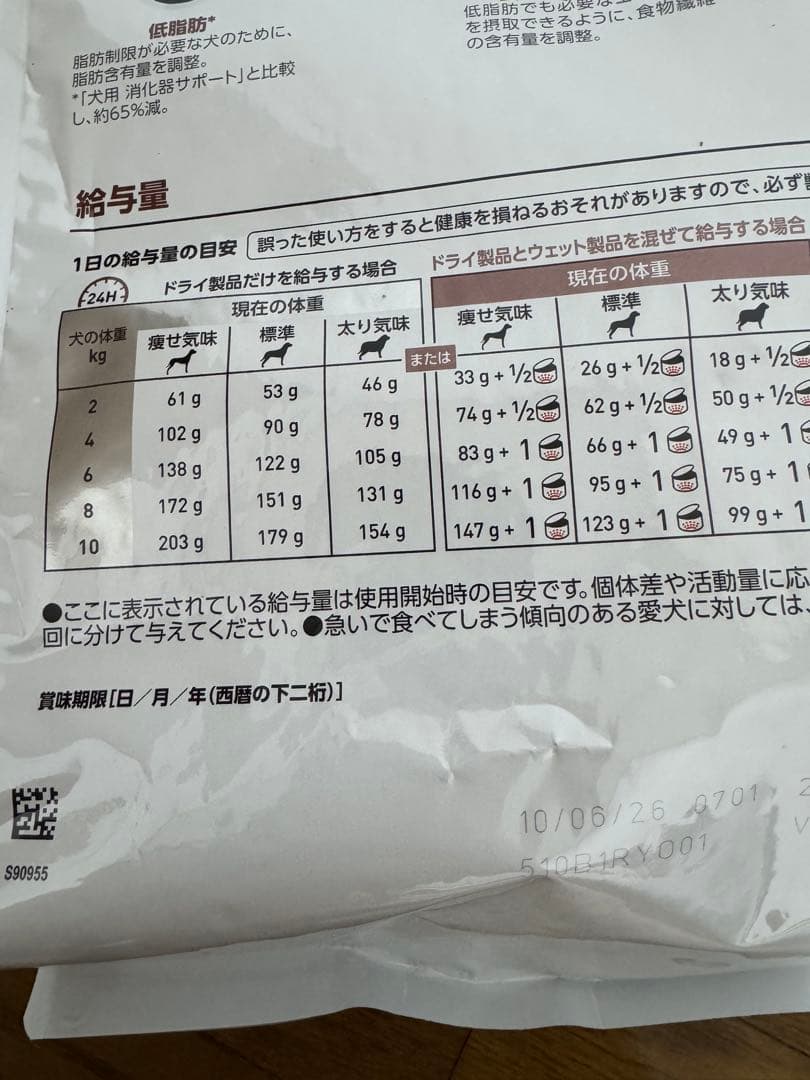 低脂肪*
脂肪制限が必要な犬のために、
脂肪含有量を調整。
*「犬用 消化器サポート」と比較
し、約65%減。
低脂肪でも必要な
を摂取できるように、食物繊維
の含有量を調整。
給与量
1日の給与量の目安 誤った使い方をすると健康を損ねるおそれがありますので、必ず
24H ドライ製品だけを給与する場合 ドライ製品とウェット製品を混ぜて給与する場合
犬の体重 kg 現在の体重 現在の体重
痩せ気味 標準 太り気味 または 痩せ気味 標準 太り気味
2 61 g 53 g 46 g 33 g + 1/2 26 g + 1/2 18 g + 1/2
4 102 g 90 g 78 g 74 g + 1/2 62 g + 1/2 50 g + 1/2
6 138 g 122 g 105 g 83 g + 1 66 g + 1 49 g + 1
8 172 g 151 g 131 g 116 g + 1 95 g + 1 75 g + 1
10 203 g 179 g 154 g 147 g + 1 123 g + 1 99 g + 1
●ここに表示されている給与量は使用開始時の目安です。個体差や活動量に応
回に分けて与えてください。●急いで食べてしまう傾向のある愛犬に対しては、
賞味期限[日/月/年(西暦の下二桁)]
10/06/26 0701
510B1RY001
S90955